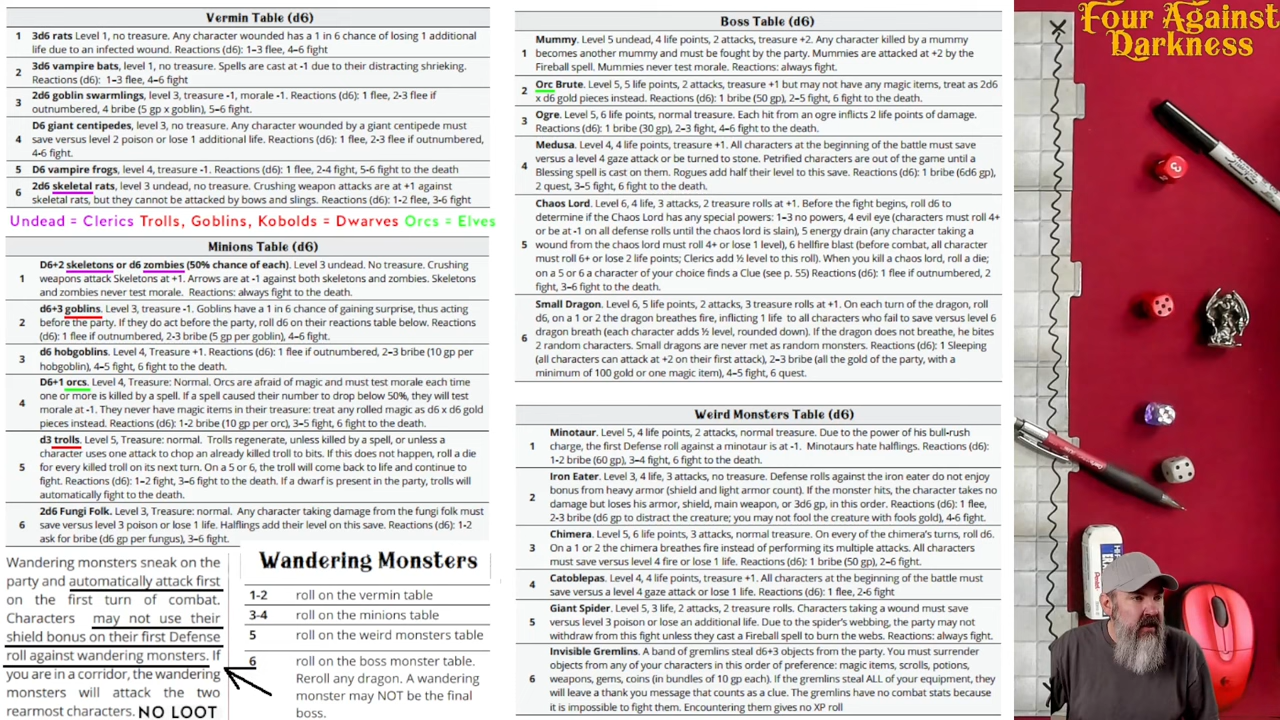 Vermin Table (d6)
1 3d6 rats Level 1, no treasure. Any character wounded has a 1 in 6 chance of losing 1 additional
life due to an infected wound. Reactions (d6): 1–3 flee, 4–6 fight
2 3d6 vampire bats, level 1, no treasure. Spells are cast at -1 due to their distracting shrieking.
Reactions (d6): 1–3 flee, 4–6 fight
3 2d6 goblin swarmlings, level 3, treasure -1, morale -1. Reactions (d6): 1 flee, 2-3 flee if
outnumbered, 4 bribe (5 gp x goblin), 5–6 fight.
4 D6 giant centipedes, level 3, no treasure. Any character wounded by a giant centipede must
save versus level 2 poison or lose 1 additional life. Reactions (d6): 1 flee, 2-3 flee if outnumbered,
4–6 fight.
5 D6 vampire frogs, level 4, treasure -1. Reactions (d6): 1 flee, 2-4 fight, 5-6 fight to the death
6 2d6 skeletal rats, level 3 undead, no treasure. Crushing weapon attacks are at +1 against
skeletal rats, but they cannot be attacked by bows and slings. Reactions (d6): 1-2 flee, 3-6 fight
Undead = Clerics Trolls, Goblins, Kobolds = Dwarves Orcs = Elves
Minions Table (d6)
1 D6+2 skeletons or d6 zombies (50% chance of each). Level 3 undead. No treasure. Crushing
weapons attack Skeletons at +1. Arrows are at -1 against both skeletons and zombies. Skeletons
and zombies never test morale. Reactions: always fight to the death.
2 d6+3 goblins. Level 3, treasure -1. Goblins have a 1 in 6 chance of gaining surprise, thus acting
before the party. If they do act before the party, roll d6 on their reactions table below. Reactions
(d6): 1 flee if outnumbered, 2-3 bribe (5 gp per goblin), 4–6 fight.
3 d6 hobgoblins. Level 4, Treasure +1. Reactions (d6): 1 flee if outnumbered, 2–3 bribe (10 gp per
hobgoblin), 4–5 fight, 6 fight to the death.
4 D6+1 orcs. Level 4, Treasure: Normal. Orcs are afraid of magic and must test morale each time
one or more is killed by a spell. If a spell caused their number to drop below 50%, they will test
morale at -1. They never have magic items in their treasure: treat any rolled magic as d6 x d6 gold
pieces instead. Reactions (d6): 1-2 bribe (10 gp per orc), 3–5 fight, 6 fight to the death.
5 d3 trolls. Level 5, Treasure: normal. Trolls regenerate, unless killed by a spell, or unless a
character uses one attack to chop an already killed troll to bits. If this does not happen, roll a die
for every killed troll on its next turn. On a 5 or 6, the troll will come back to life and continue to
fight. Reactions (d6): 1–2 fight, 3–6 fight to the death. If a dwarf is present in the party, trolls will
automatically fight to the death.
6 2d6 Fungi Folk. Level 3, Treasure: normal. Any character taking damage from the fungi folk must
save versus level 3 poison or lose 1 life. Halflings add their level on this save. Reactions (d6): 1-2
ask for bribe (d6 gp per fungus), 3–6 fight.
Wandering monsters sneak on the
party and automatically attack first
on the first turn of combat.
Characters may not use their
shield bonus on their first Defense
roll against wandering monsters. If
you are in a corridor, the wandering
monsters will attack the two
rearmost characters. NO LOOT
Wandering Monsters
1-2 roll on the vermin table
3-4 roll on the minions table
5 roll on the weird monsters table
6 roll on the boss monster table.
Reroll any dragon. A wandering
monster may NOT be the final
boss.
Boss Table (d6)
1 Mummy. Level 5 undead, 4 life points, 2 attacks, treasure +2. Any character killed by a mummy
becomes another mummy and must be fought by the party. Mummies are attacked at +2 by the
Fireball spell. Mummies never test morale. Reactions: always fight.
2 Orc Brute. Level 5, 5 life points, 2 attacks, treasure +1 but may not have any magic items, treat as 2d6
x d6 gold pieces instead. Reactions (d6): 1 bribe (50 gp), 2–5 fight, 6 fight to the death.
3 Ogre. Level 5, 6 life points, normal treasure. Each hit from an ogre inflicts 2 life points of damage.
Reactions (d6): 1 bribe (30 gp), 2–3 fight, 4–6 fight to the death.
4 Medusa. Level 4, 4 life points, treasure +1. All characters at the beginning of the battle must save
versus a level 4 gaze attack or be turned to stone. Petrified characters are out of the game until a
Blessing spell is cast on them. Rogues add half their level to this save. Reactions (d6): 1 bribe (6d6 gp),
2 quest, 3–5 fight, 6 fight to the death.
5 Chaos Lord. Level 6, 4 life, 3 attacks, 2 treasure rolls at +1. Before the fight begins, roll d6 to
determine if the Chaos Lord has any special powers: 1–3 no powers, 4 evil eye (characters must roll 4+
or be at -1 on all defense rolls until the chaos lord is slain), 5 energy drain (any character taking a
wound from the chaos lord must roll 4+ or lose 1 level), 6 hellfire blast (before combat, all character
must roll 6+ or lose 2 life points; Clerics add ½ level to this roll). When you kill a chaos lord, roll a die;
on a 5 or 6 a character of your choice finds a Clue (see p. 55) Reactions (d6): 1 flee if outnumbered, 2
fight, 3–6 fight to the death.
6 Small Dragon. Level 6, 5 life points, 2 attacks, 3 treasure rolls at +1. On each turn of the dragon, roll
d6, on a 1 or 2 the dragon breathes fire, inflicting 1 life to all characters who fail to save versus level 6
dragon breath (each character adds ½ level, rounded down). If the dragon does not breathe, he bites
2 random characters. Small dragons are never met as random monsters. Reactions (d6): 1 Sleeping
(all characters can attack at +2 on their first attack), 2–3 bribe (all the gold of the party, with a
minimum of 100 gold or one magic item), 4–5 fight, 6 quest.
Weird Monsters Table (d6)
1 Minotaur. Level 5, 4 life points, 2 attacks, normal treasure. Due to the power of his bull-rush
charge, the first Defense roll against a minotaur is at -1. Minotaurs hate halflings. Reactions (d6):
1-2 bribe (60 gp), 3–4 fight, 6 fight to the death.
2 Iron Eater. Level 3, 4 life, 3 attacks, no treasure. Defense rolls against the iron eater do not enjoy
bonus from heavy armor (shield and light armor count). If the monster hits, the character takes no
damage but loses his armor, shield, main weapon, or 3d6 gp, in this order. Reactions (d6): 1 flee,
2–3 bribe (d6 gp to distract the creature; you may not fool the creature with fools gold), 4-6 fight.
3 Chimera. Level 5, 6 life points, 3 attacks, normal treasure. On every of the chimera's turns, roll d6.
On a 1 or 2 the chimera breathes fire instead of performing its multiple attacks. All characters
must save versus level 4 fire or lose 1 life. Reactions (d6): 1 bribe (50 gp), 2–6 fight.
4 Catoblepas. Level 4, 4 life points, treasure +1. All characters at the beginning of the battle must
save versus a level 4 gaze attack or lose 1 life. Reactions (d6): 1 flee, 2-6 fight
5 Giant Spider. Level 5, 3 life, 2 attacks, 2 treasure rolls. Characters taking a wound must save
versus level 3 poison or lose an additional life. Due to the spider's webbing, the party may not
withdraw from this fight unless they cast a Fireball spell to burn the webs. Reactions: always fight.
6 Invisible Gremlins. A band of gremlins steal d6+3 objects from the party. You must surrender
objects from any of your characters in this order of preference: magic items, scrolls, potions,
weapons, gems, coins (in bundles of 10 gp each). If the gremlins steal ALL of your equipment, they
will leave a thank you message that counts as a clue. The gremlins have no combat stats because
it is impossible to fight them. Encountering them gives no XP roll
Four Against
Darkness